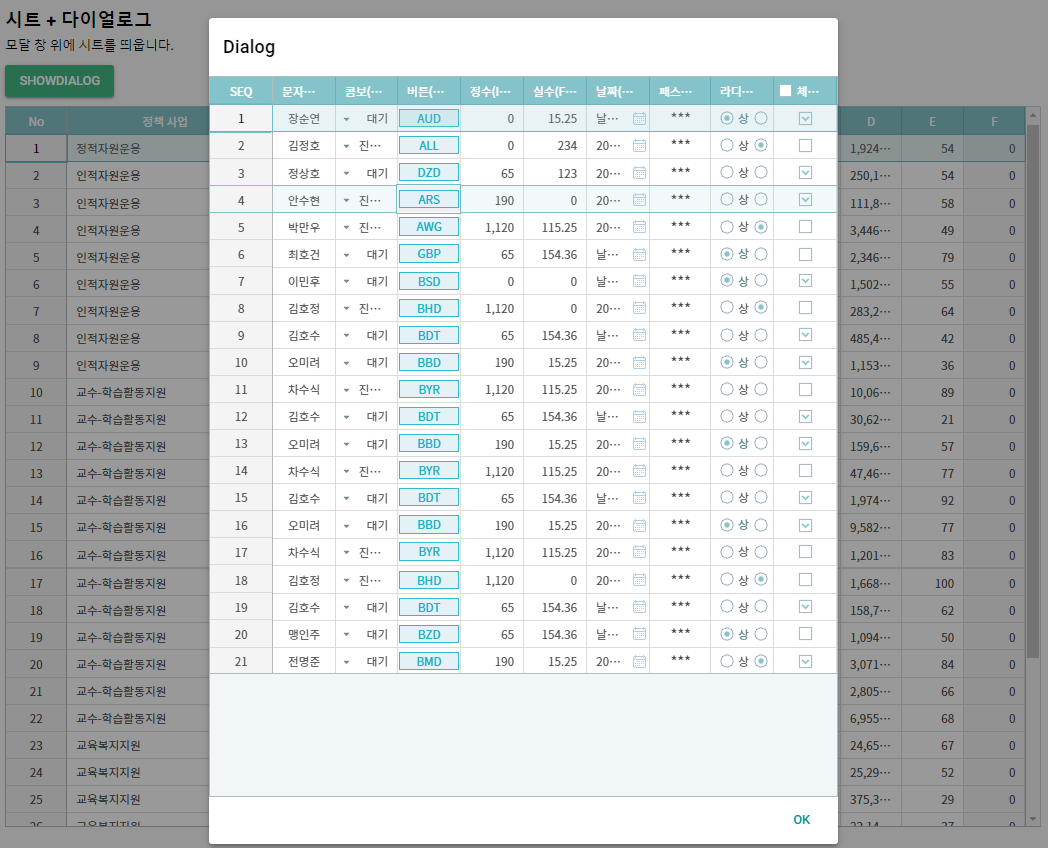 시트 + 다이얼로그
모달 창 위에 시트를 띄웁니다.
SHOWDIALOG
Dialog
SEQ 문자··· 콤보(··· 버튼(··· 정수(I··· 실수(F··· 날짜(··· 패스··· 라디··· 체···
1 장순연 대기 AUD 0 15.25 날··· *** 상
2 김정호 진··· ALL 0 234 20··· *** 상
3 정상호 대기 DZD 65 123 20··· *** 상
4 안수현 진··· ARS 190 0 20··· *** 상
5 박만우 진··· AWG 1,120 115.25 20··· *** 상
6 최호건 대기 GBP 65 154.36 날··· *** 상
7 이민후 대기 BSD 0 0 날··· *** 상
8 김호정 진··· BHD 1,120 0 20··· *** 상
9 김호수 대기 BDT 65 154.36 날··· *** 상
10 오미려 대기 BBD 190 15.25 20··· *** 상
11 차수식 진··· BYR 1,120 115.25 20··· *** 상
12 김호수 대기 BDT 65 154.36 날··· *** 상
13 오미려 대기 BBD 190 15.25 20··· *** 상
14 차수식 진··· BYR 1,120 115.25 20··· *** 상
15 김호수 대기 BDT 65 154.36 날··· *** 상
16 오미려 대기 BBD 190 15.25 20··· *** 상
17 차수식 진··· BYR 1,120 115.25 20··· *** 상
18 김호정 진··· BHD 1,120 0 20··· *** 상
19 김호수 대기 BDT 65 154.36 날··· *** 상
20 맹인주 대기 BZD 65 154.36 날··· *** 상
21 전명준 대기 BMD 190 15.25 20··· *** 상
OK
No 정책 사업 D E F
1 정적자원운용 1,924··· 54 0
2 인적자원운용 250,1··· 54 0
3 인적자원운용 111,8··· 58 0
4 인적자원운용 3,446··· 49 0
5 인적자원운용 2,346··· 79 0
6 인적자원운용 1,502··· 55 0
7 인적자원운용 283,2··· 64 0
8 인적자원운용 485,4··· 42 0
9 인적자원운용 1,153··· 36 0
10 교수-학습활동지원 10,06··· 89 0
11 교수-학습활동지원 30,62··· 21 0
12 교수-학습활동지원 159,6··· 57 0
13 교수-학습활동지원 47,46··· 77 0
14 교수-학습활동지원 1,974··· 92 0
15 교수-학습활동지원 9,582··· 77 0
16 교수-학습활동지원 1,201··· 83 0
17 교수-학습활동지원 1,668··· 100 0
18 교수-학습활동지원 158,7··· 62 0
19 교수-학습활동지원 1,094··· 50 0
20 교수-학습활동지원 3,071··· 84 0
21 교수-학습활동지원 2,805··· 66 0
22 교수-학습활동지원 6,955··· 68 0
23 교육복지지원 24,65··· 67 0
24 교육복지지원 25,29··· 52 0
25 교육복지지원 375,3··· 29 0